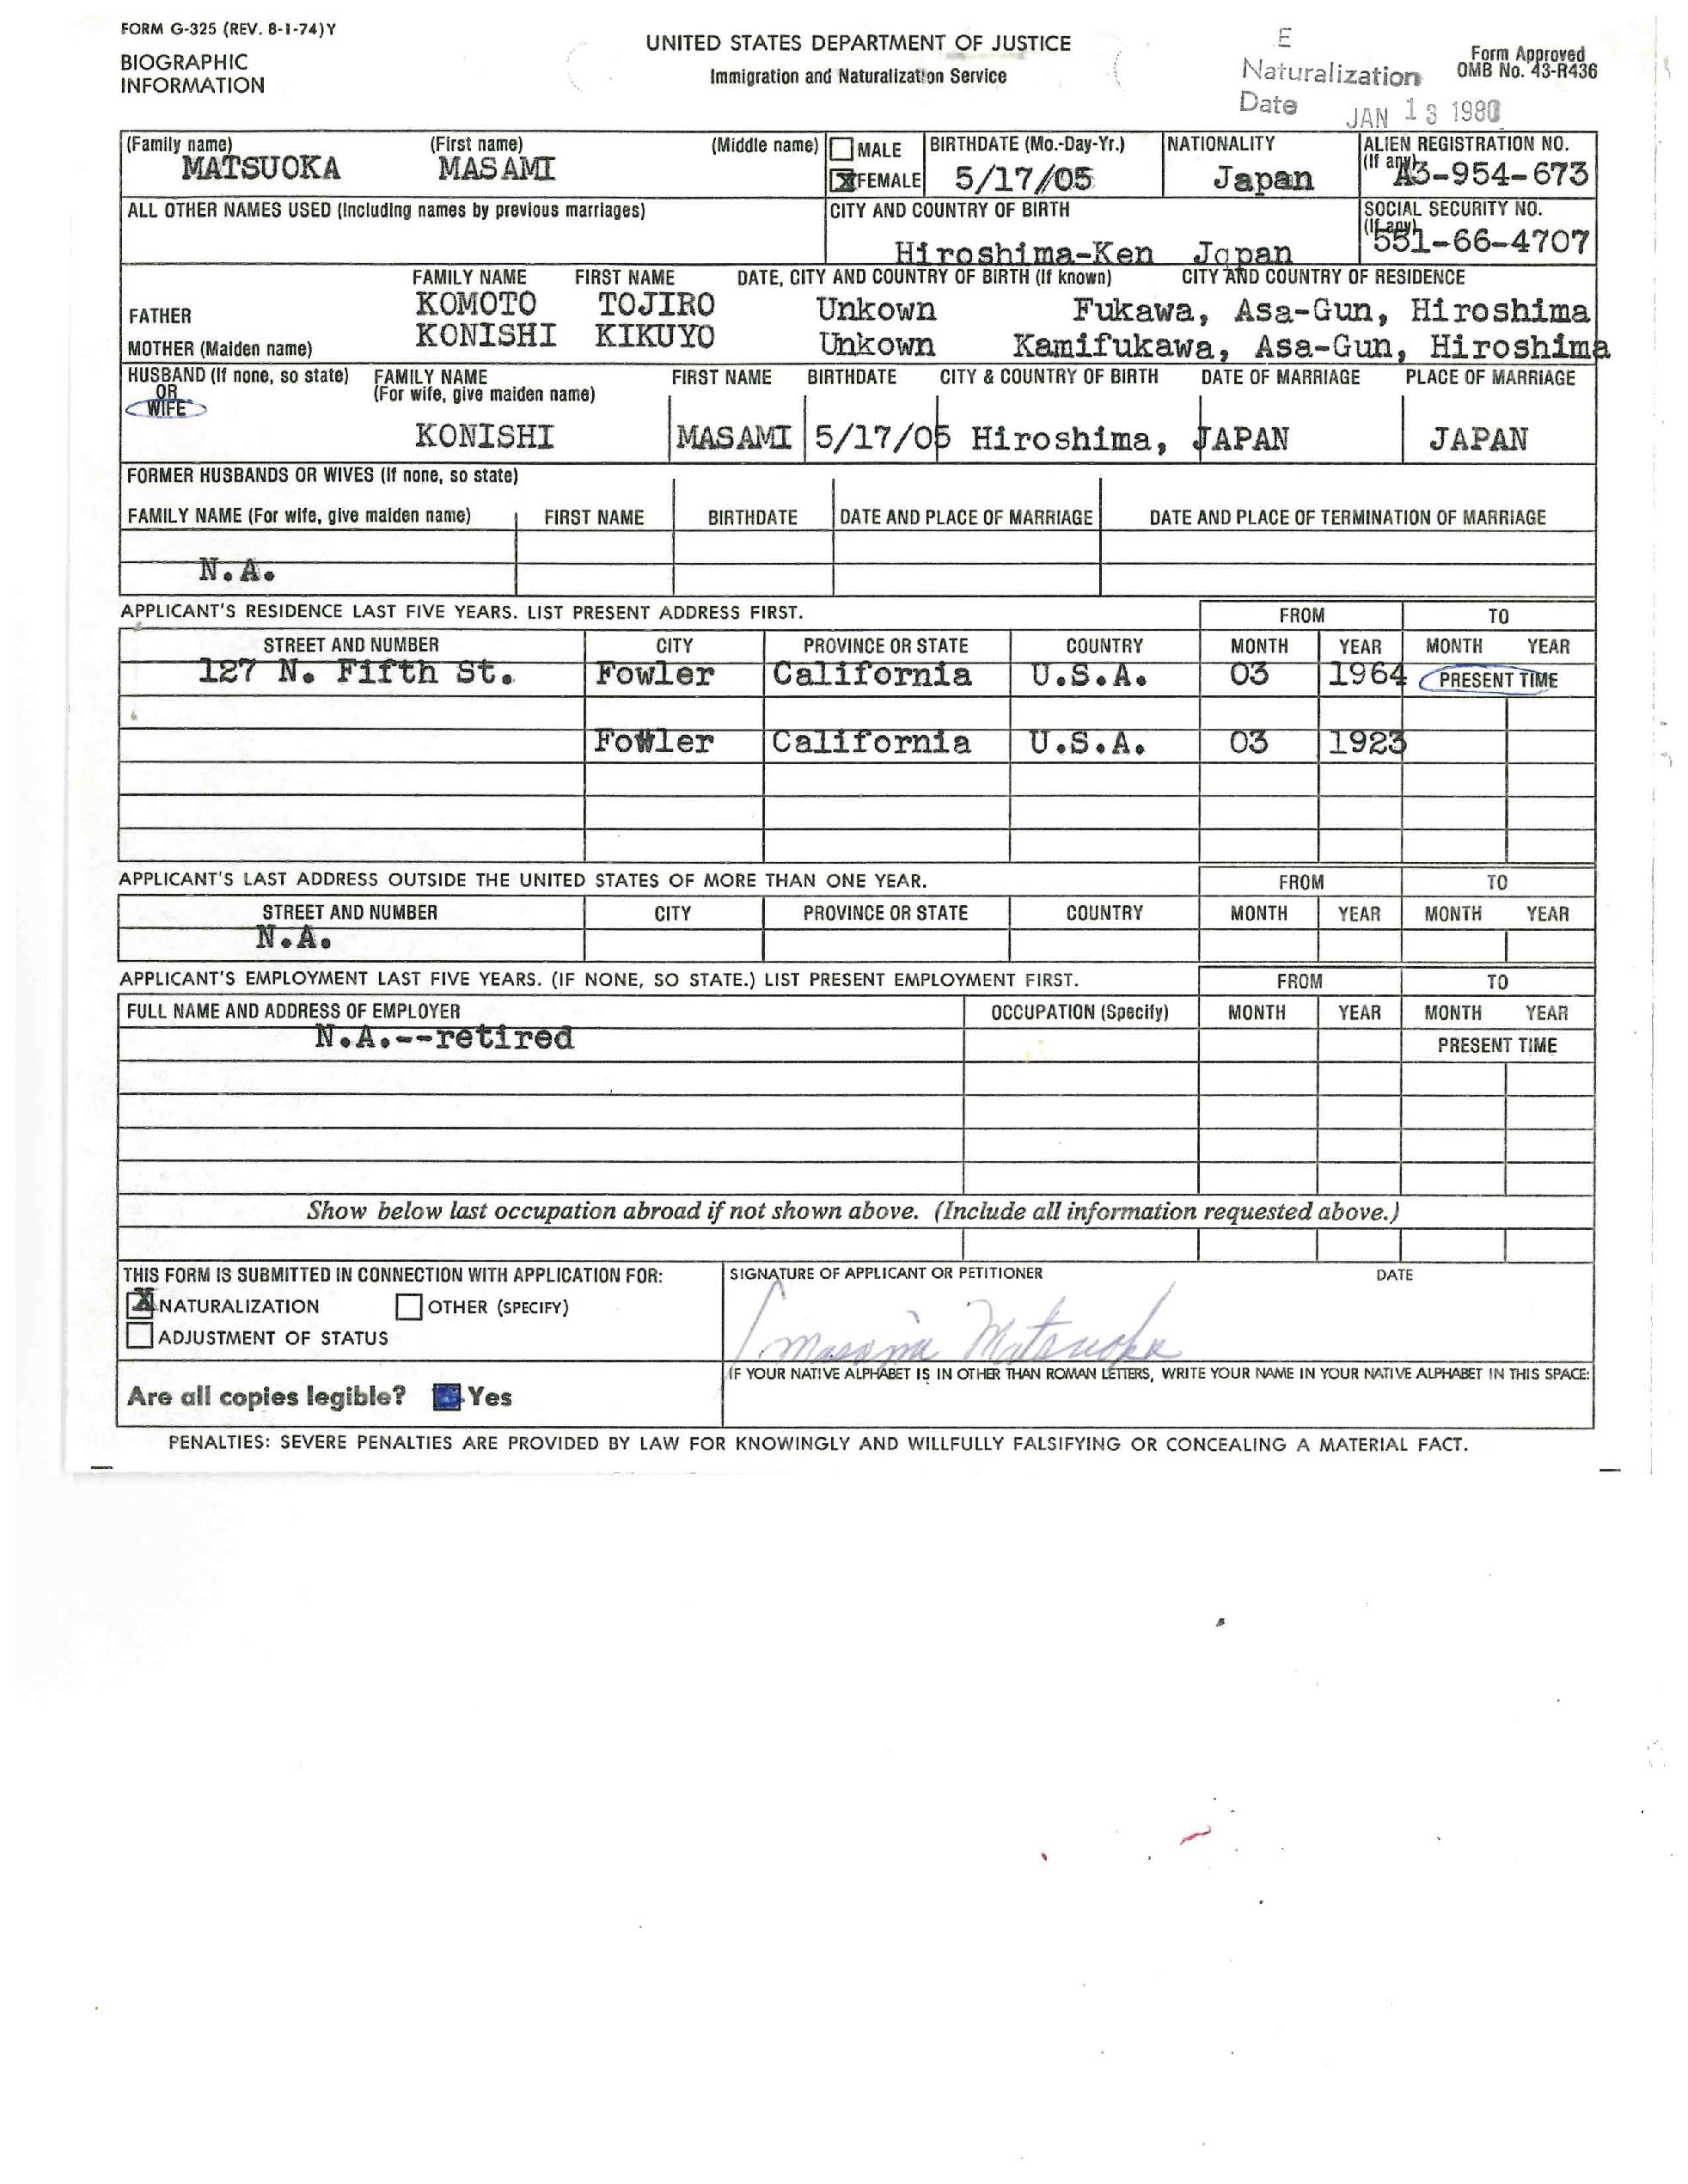 FORM G-325 (REV. 8-1-74)Y
BIOGRAPHIC
INFORMATION
UNITED STATES DEPARTMENT OF JUSTICE
Immigration and Naturalization Service
E
Naturalization
Date JAN 13 1980
Form Approved
OMB No. 43-R436
(Family name) (First name) (Middle name) MALE BIRTHDATE (Mo.-Day-Yr.) NATIONALITY ALIEN REGISTRATION NO.
(If any)
MATSUOKA MASAMI X FEMALE 5/17/05 Japan A3-954-673
ALL OTHER NAMES USED (Including names by previous marriages) CITY AND COUNTRY OF BIRTH SOCIAL SECURITY NO.
(If any)
Hiroshima-Ken Japan 551-66-4707
FAMILY NAME FIRST NAME DATE, CITY AND COUNTRY OF BIRTH (If known) CITY AND COUNTRY OF RESIDENCE
FATHER KOMOTO TOJIRO Unkown Fukawa, Asa-Gun, Hiroshima
MOTHER (Maiden name) KONISHI KIKUYO Unkown Kamifukawa, Asa-Gun, Hiroshima
HUSBAND (If none, so state) FAMILY NAME FIRST NAME BIRTHDATE CITY & COUNTRY OF BIRTH DATE OF MARRIAGE PLACE OF MARRIAGE
OR (For wife, give maiden name)
WIFE
KONISHI MASAMI 5/17/05 Hiroshima, JAPAN JAPAN
FORMER HUSBANDS OR WIVES (If none, so state)
FAMILY NAME (For wife, give maiden name) FIRST NAME BIRTHDATE DATE AND PLACE OF MARRIAGE DATE AND PLACE OF TERMINATION OF MARRIAGE
N.A.
APPLICANT'S RESIDENCE LAST FIVE YEARS. LIST PRESENT ADDRESS FIRST. FROM TO
STREET AND NUMBER CITY PROVINCE OR STATE COUNTRY MONTH YEAR MONTH YEAR
127 N. Fifth St. Fowler California U.S.A. 03 1964 PRESENT TIME
Fowler California U.S.A. 03 1923
APPLICANT'S LAST ADDRESS OUTSIDE THE UNITED STATES OF MORE THAN ONE YEAR. FROM TO
STREET AND NUMBER CITY PROVINCE OR STATE COUNTRY MONTH YEAR MONTH YEAR
N.A.
APPLICANT'S EMPLOYMENT LAST FIVE YEARS. (IF NONE, SO STATE.) LIST PRESENT EMPLOYMENT FIRST. FROM TO
FULL NAME AND ADDRESS OF EMPLOYER OCCUPATION (Specify) MONTH YEAR MONTH YEAR
N.A.--retired PRESENT TIME
Show below last occupation abroad if not shown above. (Include all information requested above.)
THIS FORM IS SUBMITTED IN CONNECTION WITH APPLICATION FOR: SIGNATURE OF APPLICANT OR PETITIONER DATE
X NATURALIZATION OTHER (SPECIFY)
ADJUSTMENT OF STATUS
Masami Matsuoka
IF YOUR NATIVE ALPHABET IS IN OTHER THAN ROMAN LETTERS, WRITE YOUR NAME IN YOUR NATIVE ALPHABET IN THIS SPACE:
Are all copies legible? Yes
PENALTIES: SEVERE PENALTIES ARE PROVIDED BY LAW FOR KNOWINGLY AND WILLFULLY FALSIFYING OR CONCEALING A MATERIAL FACT.